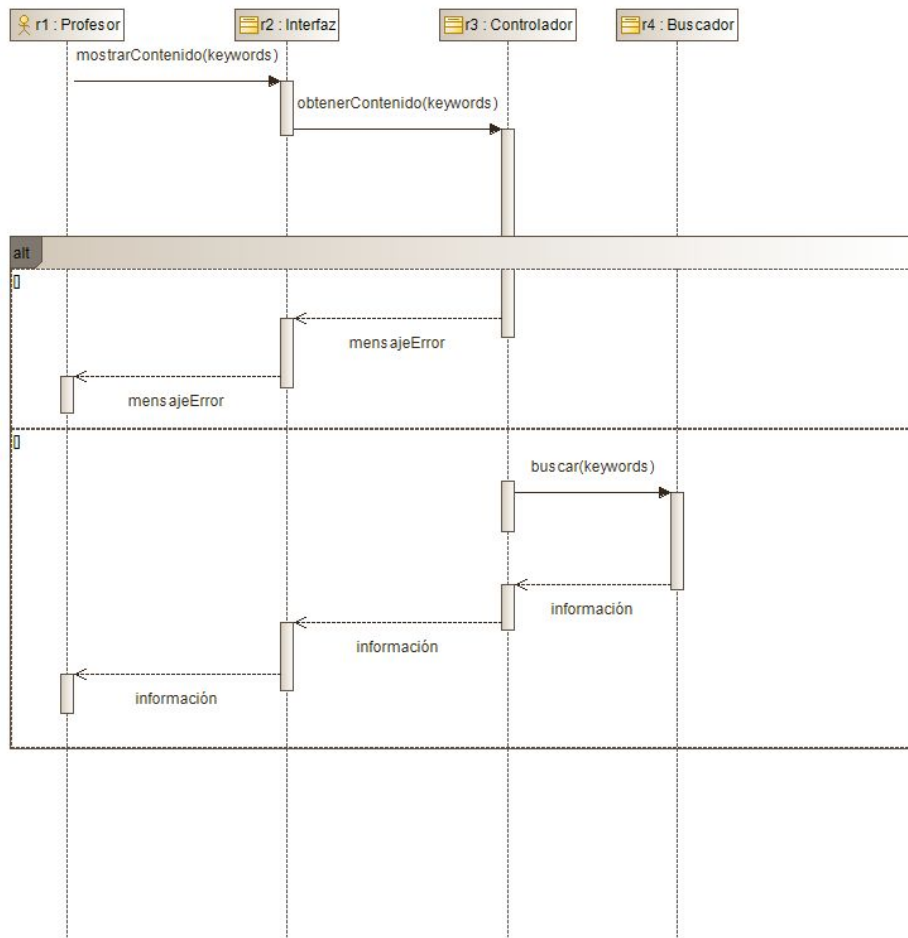 r1 : Profesor
r2 : Interfaz
r3 : Controlador
r4 : Buscador
mostrarContenido(keywords)
obtenerContenido(keywords)
alt
[]
mensajeError
mensajeError
[]
buscar(keywords)
información
información
información